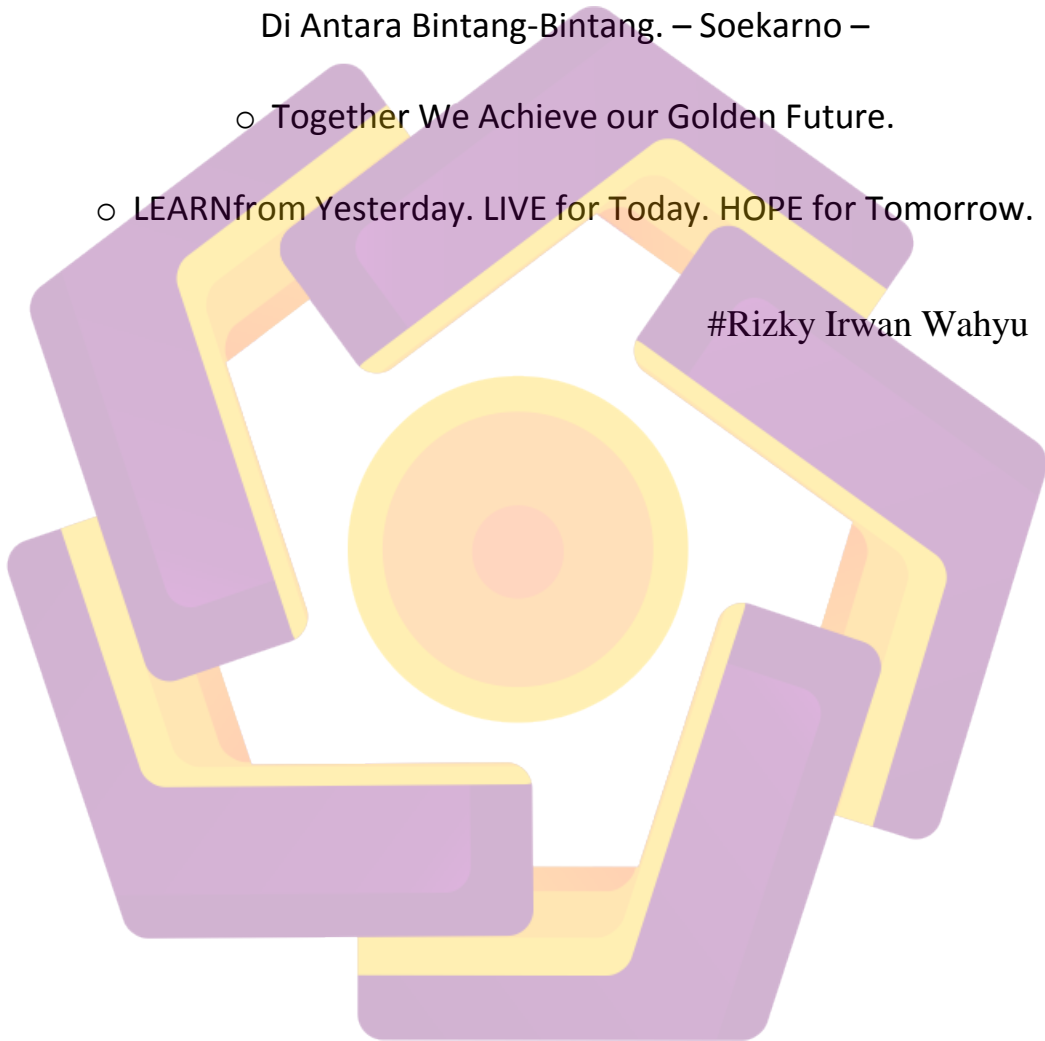 Di Antara Bintang-Bintang. – Soekarno –
o Together We Achieve our Golden Future.
o LEARNfrom Yesterday. LIVE for Today. HOPE for Tomorrow.
#Rizky Irwan Wahyu